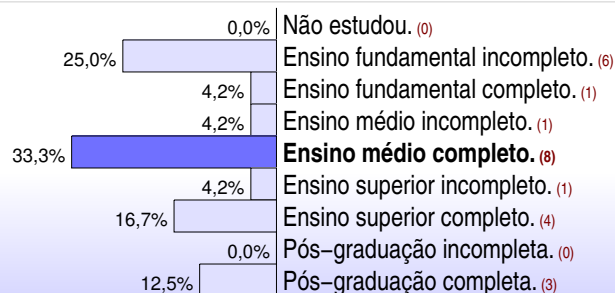 0,0% Não estudou. (0)
25,0% Ensino fundamental incompleto. (6)
4,2% Ensino fundamental completo. (1)
4,2% Ensino médio incompleto. (1)
33,3% Ensino médio completo. (8)
4,2% Ensino superior incompleto. (1)
16,7% Ensino superior completo. (4)
0,0% Pós−graduação incompleta. (0)
12,5% Pós−graduação completa. (3)